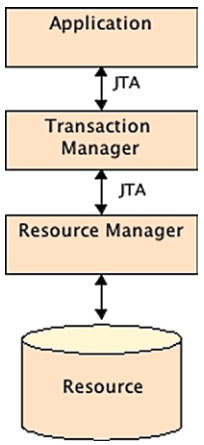 Application
JTA
Transaction
Manager
JTA
Resource Manager
Resource